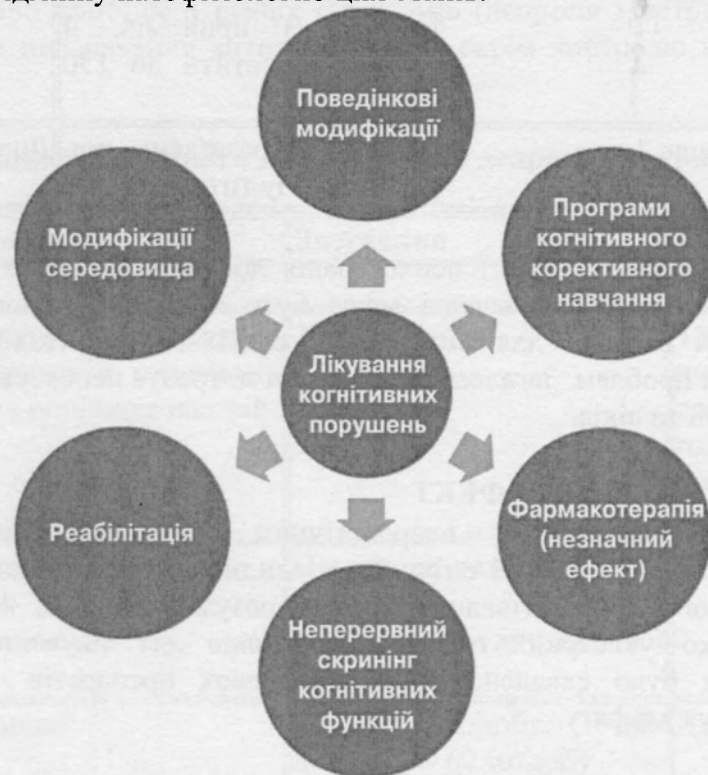 Поведінкові
модифікації
Модифікації
середовища
Програми
когнітивного
корективного
навчання
Лікування
когнітивних
порушень
Реабілітація
Фармакотерапія
(незначний
ефект)
Неперервний
скринінг
когнітивних
функцій